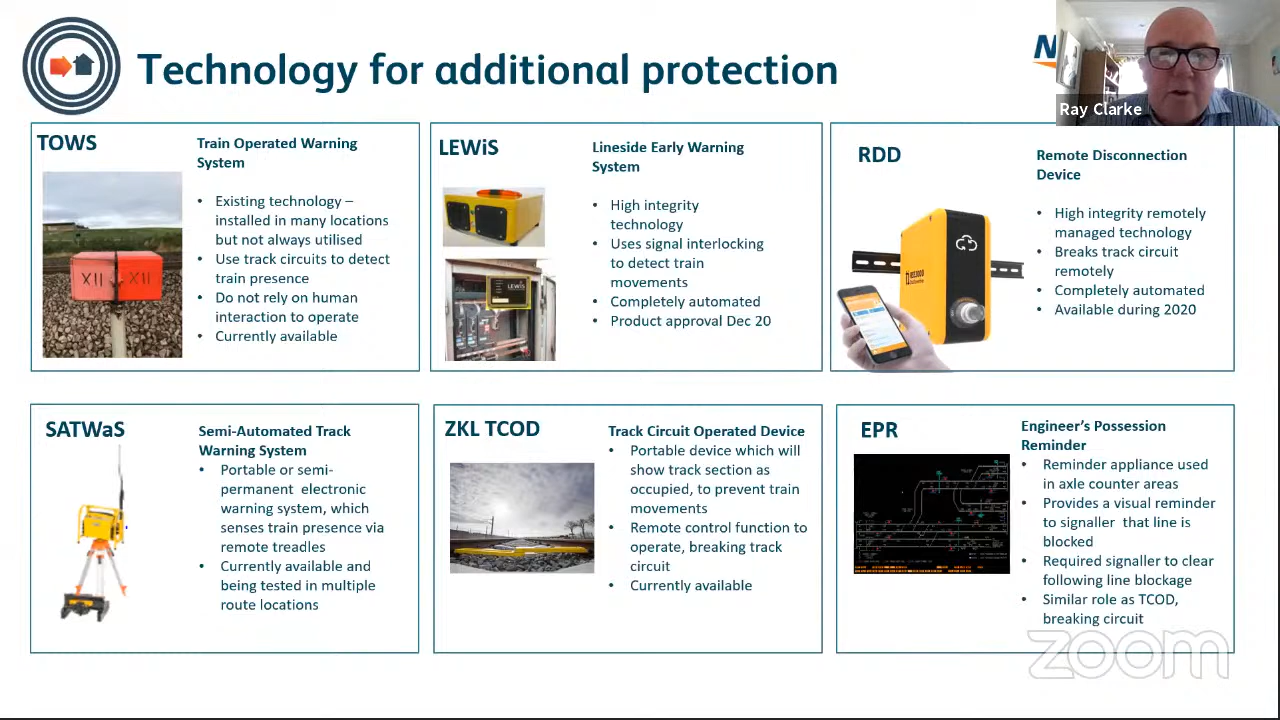 Technology for additional protection
N
Ray Clarke
TOWS
Train Operated Warning
System
• Existing technology –
installed in many locations
but not always utilised
• Use track circuits to detect
train presence
• Do not rely on human
interaction to operate
• Currently available
XII XII
LEWiS
Lineside Early Warning
System
• High integrity
technology
• Uses signal interlocking
to detect train
movements
• Completely automated
• Product approval Dec 20
LEWiS
RDD
Remote Disconnection
Device
• High integrity remotely
managed technology
• Breaks track circuit
remotely
• Completely automated
• Available during 2020
SATWaS
Semi-Automated Track
Warning System
• Portable or semi-
permanent electronic
warning system, which
senses train presence via
remote treadles
• Currently available and
being tested in multiple
route locations
ZKL TCOD
Track Circuit Operated Device
• Portable device which will
show track section as
occupied, to prevent train
movements
• Remote control function to
operate, breaking track
circuit
• Currently available
EPR
Engineer's Possession
Reminder
• Reminder appliance used
in axle counter areas
• Provides a visual reminder
to signaller that line is
blocked
• Required signaller to clear
following line blockage
• Similar role as TCOD,
breaking circuit
zoom